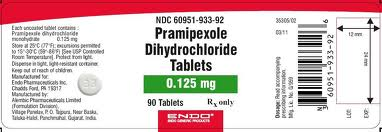 Each uncoated tablet contains:
Pramipexole dihydrochloride
monohydrate 0.125 mg
Store at 25°C (77°F); excursions permitted
to 15°-30°C (59°-86°F) [See USP Controlled
Room Temperature]. Protect from light.
Dispense in tight, light-resistant container.
Keep out of reach of children.
Manufactured for:
Endo Pharmaceuticals Inc.
Chadds Ford, PA 19317
Manufactured by:
Alembic Pharmaceuticals Limited
(Formulation Division),
Village Panelav, P. O. Tajpura, Near Baska,
Taluka-Halol, Panchmahal, Gujarat, India.
NDC 60951-933-92
Pramipexole
Dihydrochloride
Tablets
0.125 mg
90 Tablets
Rx only
ENDO
ENDO GENERIC PRODUCTS
35305/02
03/11
Dosage: Read accompanying
prescribing information.
Mfg. Lic. No.: G/959
60951-933-92
12 mm
24 mm
LOT:
EXP.: